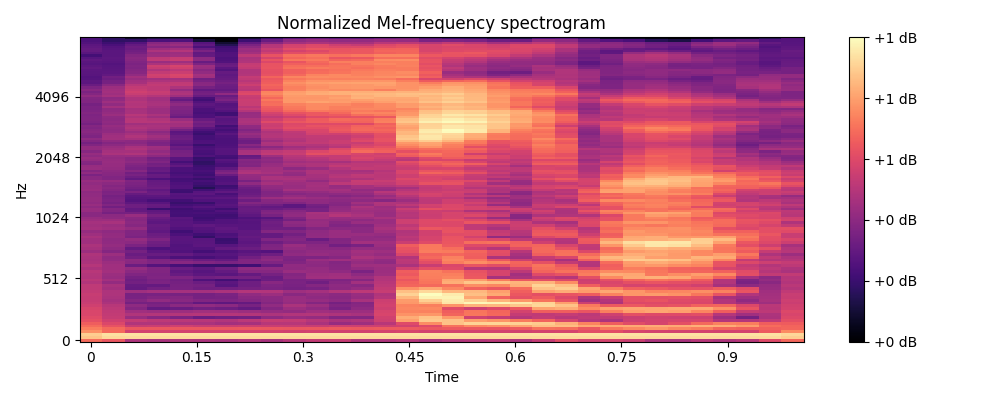 Normalized Mel-frequency spectrogram
Hz
4096
2048
1024
512
0
0 0.15 0.3 0.45 0.6 0.75 0.9
Time
+1 dB
+1 dB
+1 dB
+0 dB
+0 dB
+0 dB